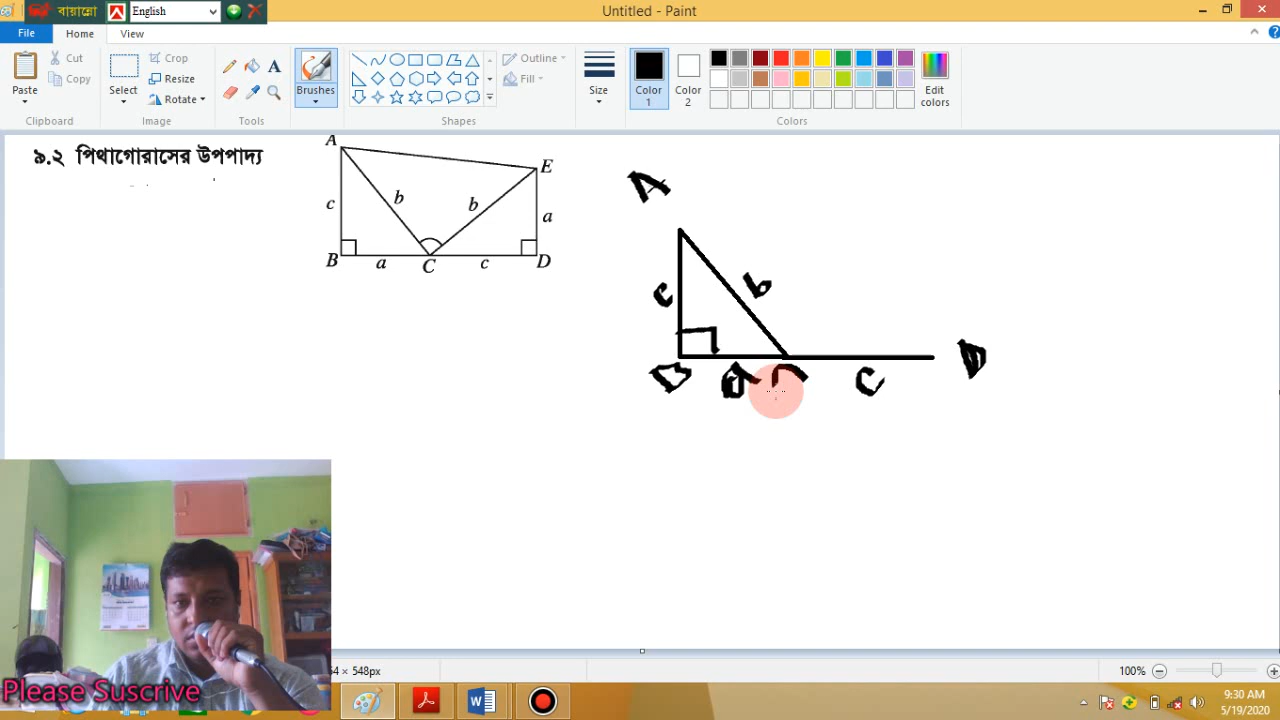 বায়ান্নো English Untitled - Paint
File Home View
Paste Cut Copy Select Crop Resize Rotate Brushes Outline Fill Size Color 1 Color 2 Edit colors
Clipboard Image Tools Shapes Colors
৯.২ পিথাগোরাসের উপপাদ্য
A
E
c b b a
B a C c D
A
c b
B a C c D
Please Suscrive
54 × 548px 100%
9:30 AM
5/19/2020